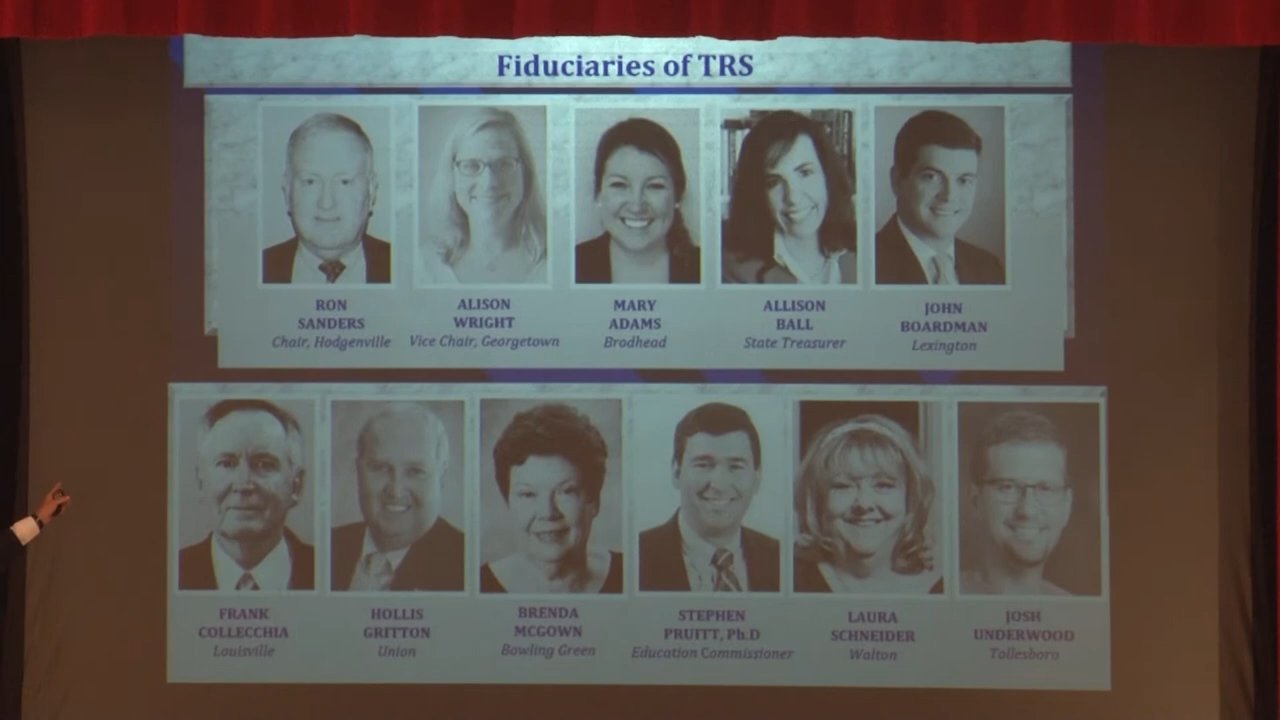 Fiduciaries of TRS
RON
SANDERS
Chair, Hodgenville
ALISON
WRIGHT
Vice Chair, Georgetown
MARY
ADAMS
Brodhead
ALLISON
BALL
State Treasurer
JOHN
BOARDMAN
Lexington
FRANK
COLLECCHIA
Louisville
HOLLIS
GRITTON
Union
BRENDA
MCGOWN
Bowling Green
STEPHEN
PRUITT, Ph.D
Education Commissioner
LAURA
SCHNEIDER
Walton
JOSH
UNDERWOOD
Tollesboro